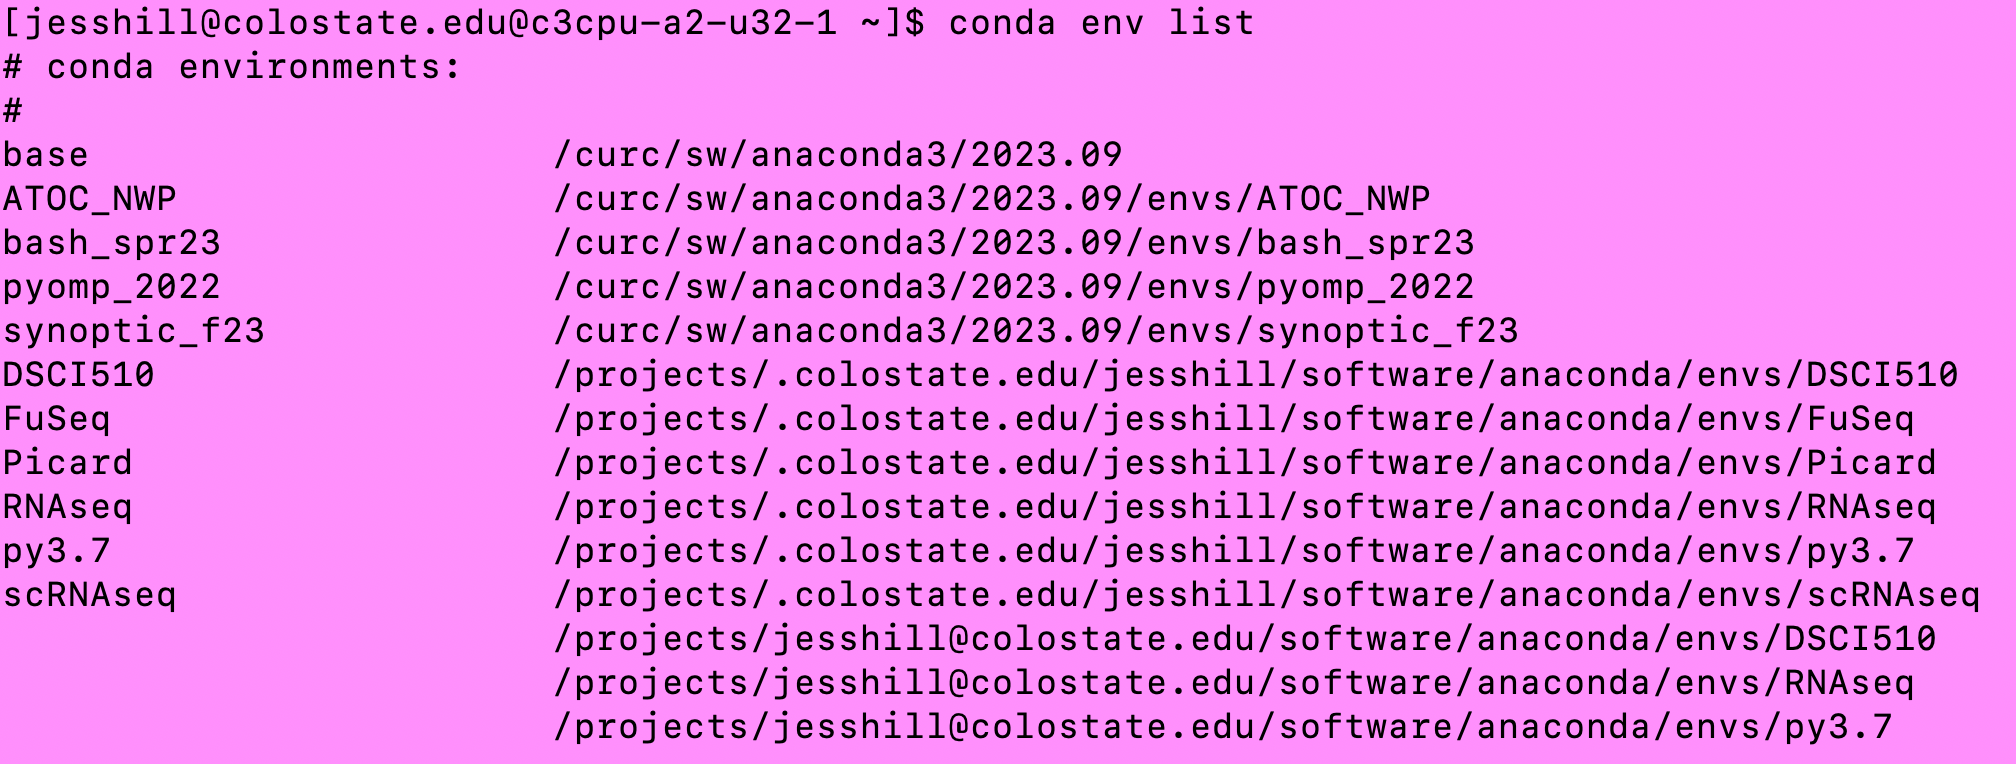 [jesshill@colostate.edu@c3cpu-a2-u32-1 ~]$ conda env list
# conda environments:
#
base                     /curc/sw/anaconda3/2023.09
ATOC_NWP                 /curc/sw/anaconda3/2023.09/envs/ATOC_NWP
bash_spr23               /curc/sw/anaconda3/2023.09/envs/bash_spr23
pyomp_2022               /curc/sw/anaconda3/2023.09/envs/pyomp_2022
synoptic_f23             /curc/sw/anaconda3/2023.09/envs/synoptic_f23
DSCI510                  /projects/.colostate.edu/jesshill/software/anaconda/envs/DSCI510
FuSeq                    /projects/.colostate.edu/jesshill/software/anaconda/envs/FuSeq
Picard                   /projects/.colostate.edu/jesshill/software/anaconda/envs/Picard
RNAseq                   /projects/.colostate.edu/jesshill/software/anaconda/envs/RNAseq
py3.7                    /projects/.colostate.edu/jesshill/software/anaconda/envs/py3.7
scRNAseq                 /projects/.colostate.edu/jesshill/software/anaconda/envs/scRNAseq
                         /projects/jesshill@colostate.edu/software/anaconda/envs/DSCI510
                         /projects/jesshill@colostate.edu/software/anaconda/envs/RNAseq
                         /projects/jesshill@colostate.edu/software/anaconda/envs/py3.7